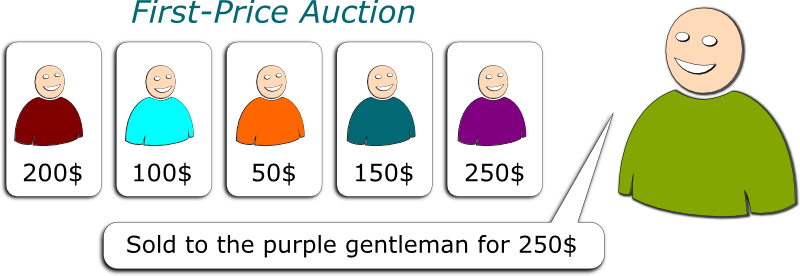 First-Price Auction
200$ 100$ 50$ 150$ 250$
Sold to the purple gentleman for 250$